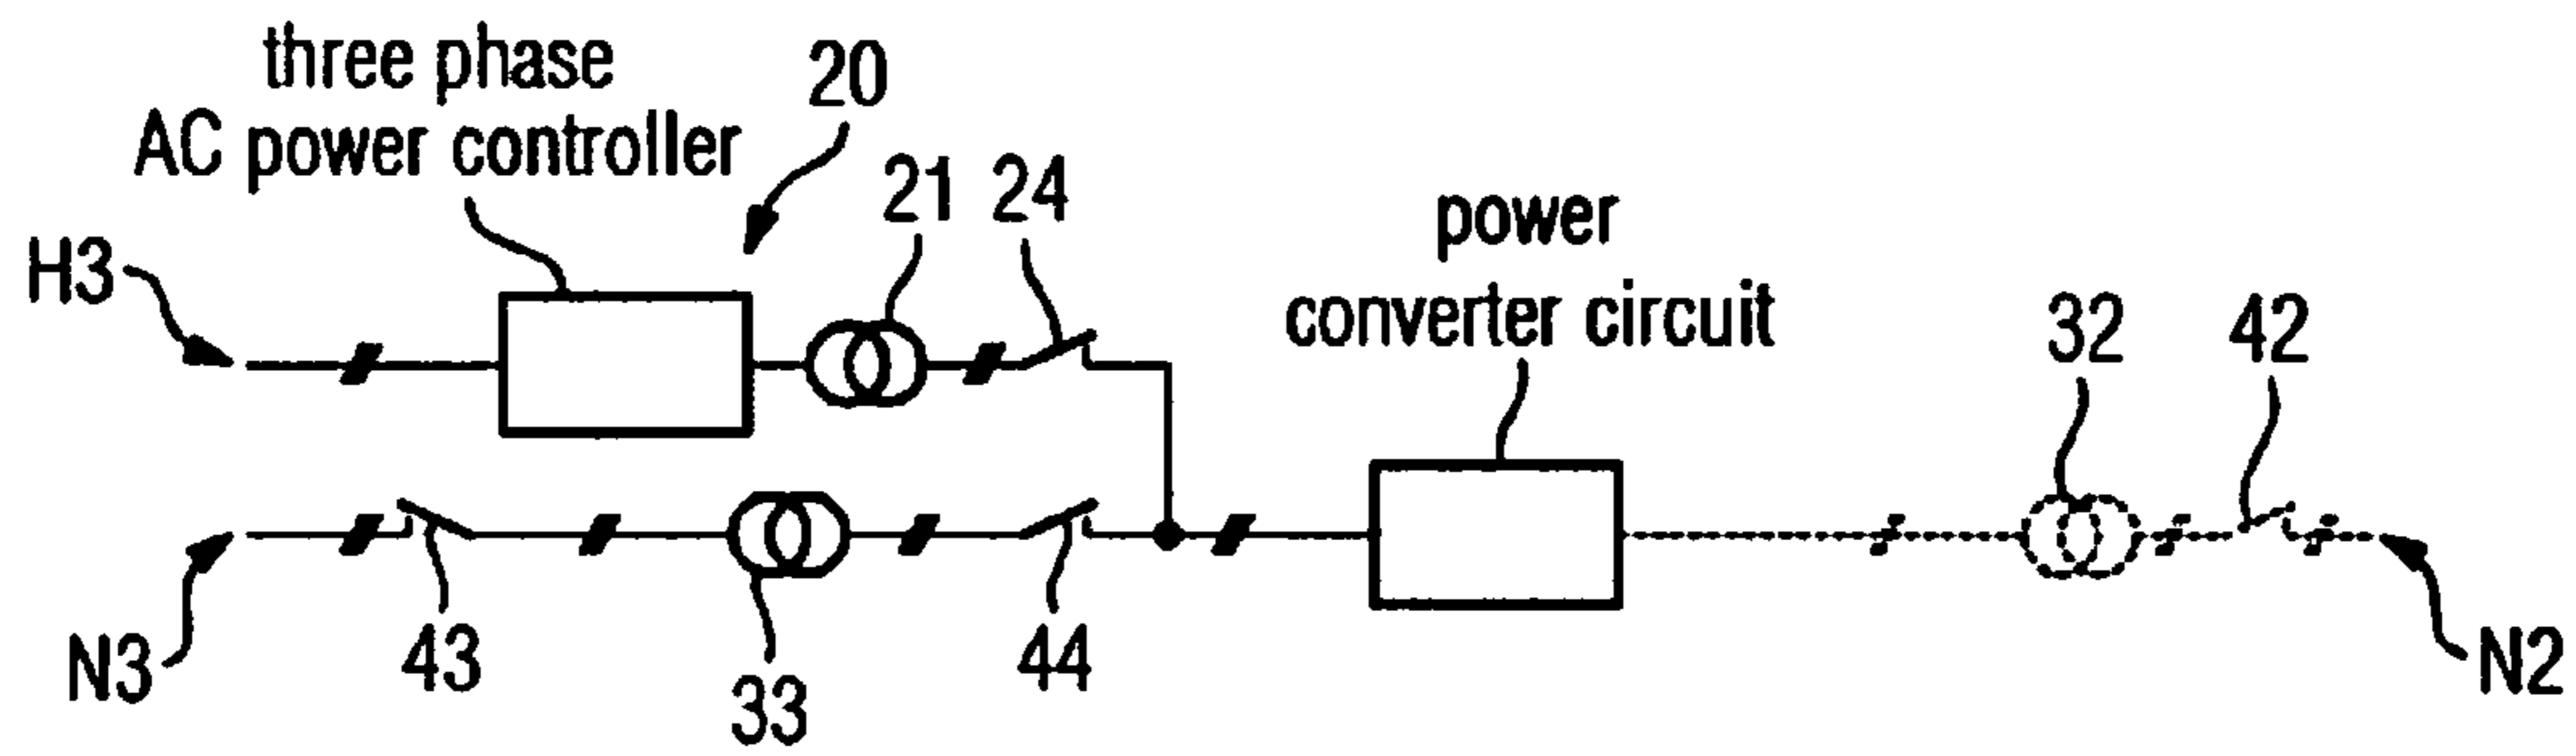 three phase
AC power controller
20
21
24
H3
power
converter circuit
32
42
N3
43
33
44
N2